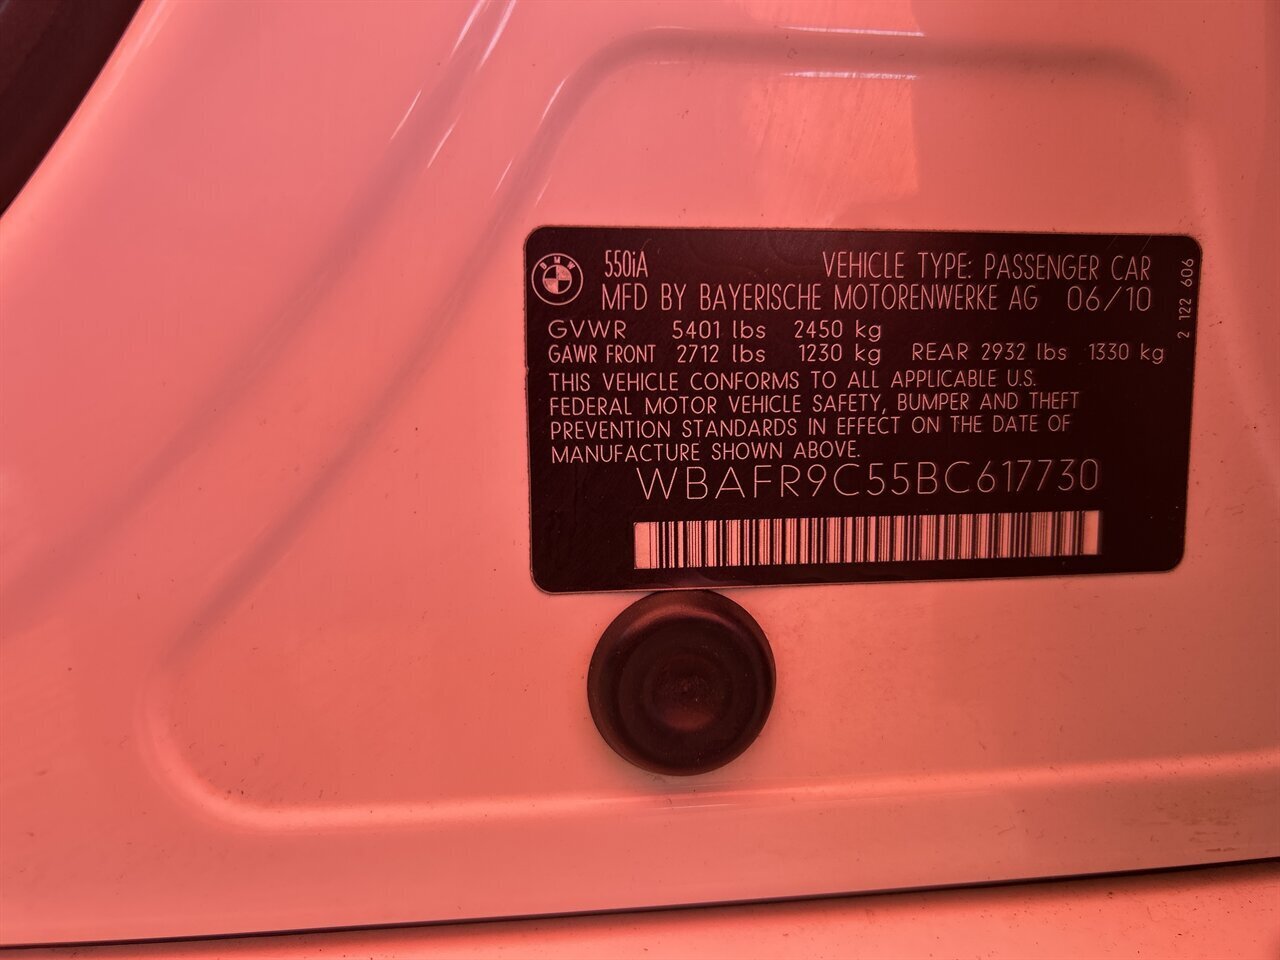 BMW
550iA VEHICLE TYPE: PASSENGER CAR
MFD BY BAYERISCHE MOTORENWERKE AG 06/10
GVWR 5401 lbs 2450 kg
GAWR FRONT 2712 lbs 1230 kg REAR 2932 lbs 1330 kg
THIS VEHICLE CONFORMS TO ALL APPLICABLE U.S.
FEDERAL MOTOR VEHICLE SAFETY, BUMPER AND THEFT
PREVENTION STANDARDS IN EFFECT ON THE DATE OF
MANUFACTURE SHOWN ABOVE.
WBAFR9C55BC617730
2 122 606